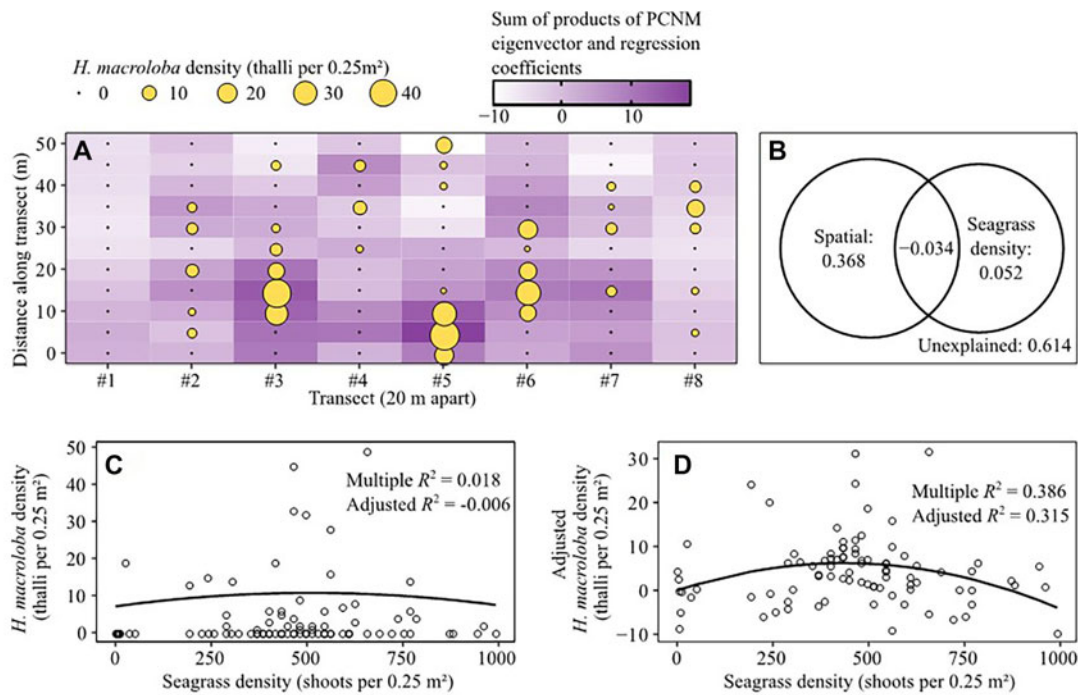 Sum of products of PCNM
eigenvector and regression
coefficients
H. macroloba density (thalli per 0.25m²)
0 10 20 30 40
−10 0 10
A
Distance along transect (m)
50
40
30
20
10
0
#1 #2 #3 #4 #5 #6 #7 #8
Transect (20 m apart)
B
Spatial:
0.368
−0.034
Seagrass
density:
0.052
Unexplained: 0.614
C
H. macroloba density
(thalli per 0.25 m²)
50
40
30
20
10
0
Multiple R² = 0.018
Adjusted R² = -0.006
0 250 500 750 1000
Seagrass density (shoots per 0.25 m²)
D
Adjusted
H. macroloba density
(thalli per 0.25 m²)
30
20
10
0
−10
Multiple R² = 0.386
Adjusted R² = 0.315
0 250 500 750 1000
Seagrass density (shoots per 0.25 m²)